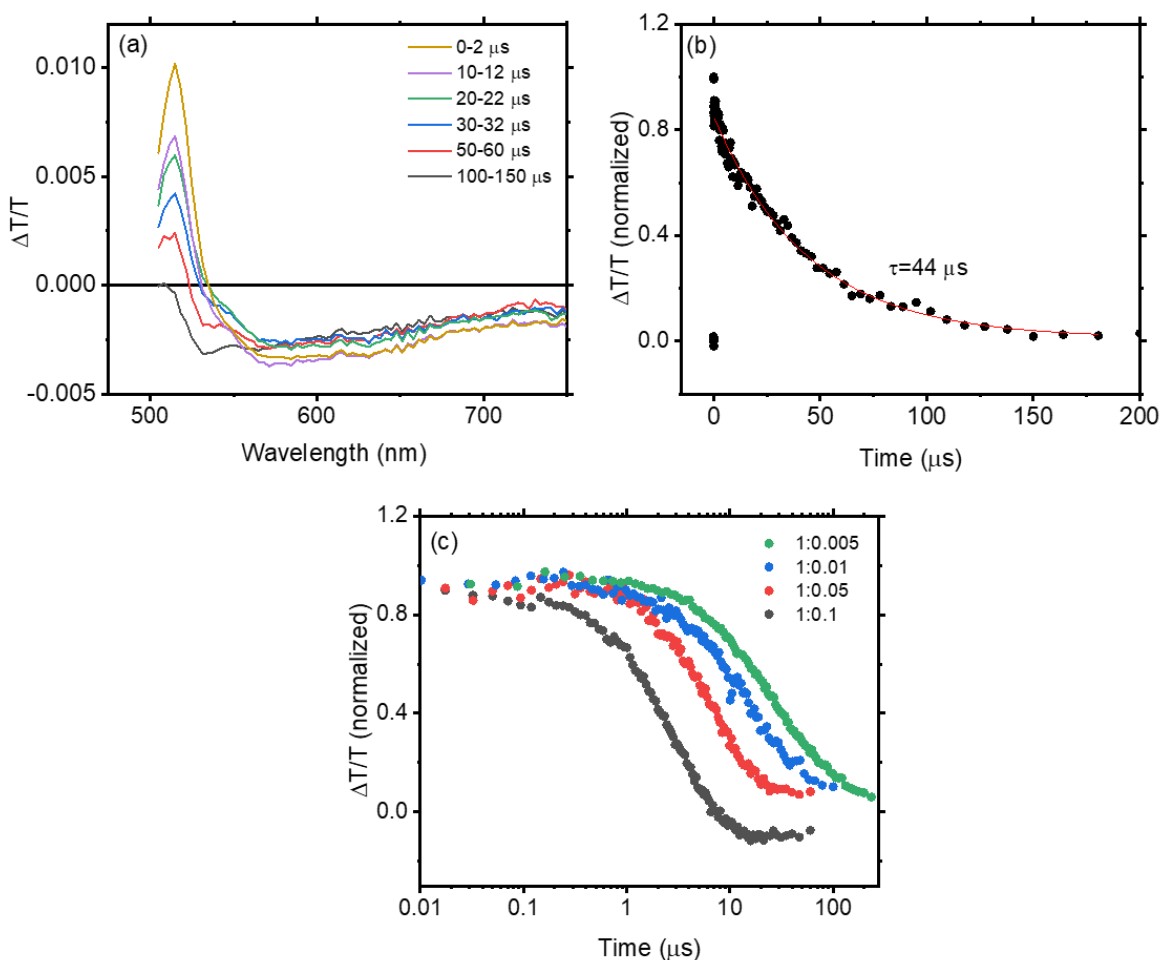 (a)
0-2 μs
10-12 μs
20-22 μs
30-32 μs
50-60 μs
100-150 μs
0.010
0.005
0.000
-0.005
ΔT/T
500
600
700
Wavelength (nm)
(b)
1.2
0.8
0.4
0.0
ΔT/T (normalized)
τ=44 μs
0
50
100
150
200
Time (μs)
(c)
1:0.005
1:0.01
1:0.05
1:0.1
1.2
0.8
0.4
0.0
ΔT/T (normalized)
0.01
0.1
1
10
100
Time (μs)